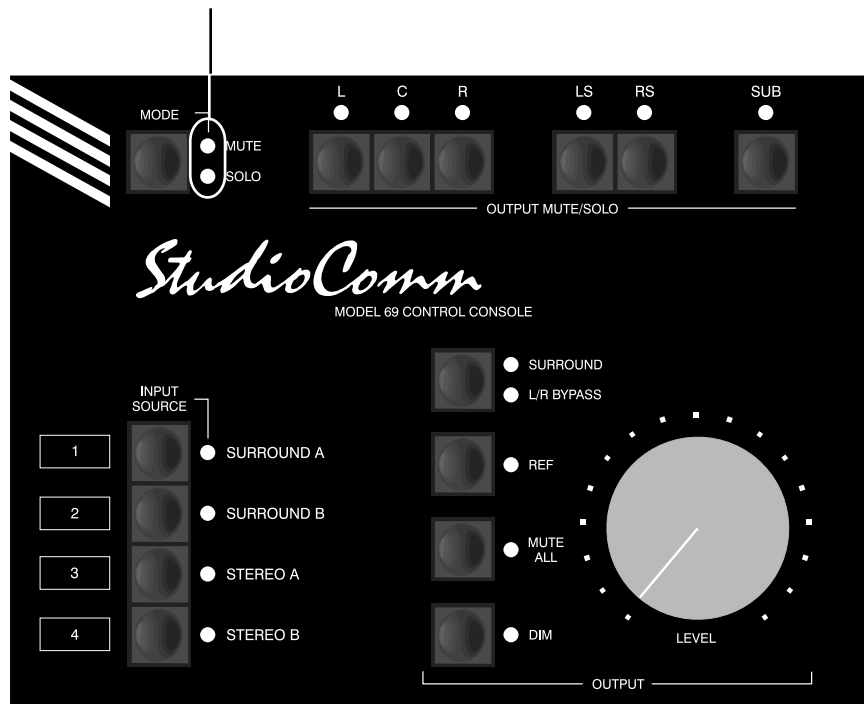 L C R LS RS SUB
MODE
MUTE
SOLO
OUTPUT MUTE/SOLO
StudioComm
MODEL 69 CONTROL CONSOLE
SURROUND
L/R BYPASS
INPUT
SOURCE
1 SURROUND A
REF
2 SURROUND B
MUTE
ALL
3 STEREO A
4 STEREO B
DIM
LEVEL
OUTPUT